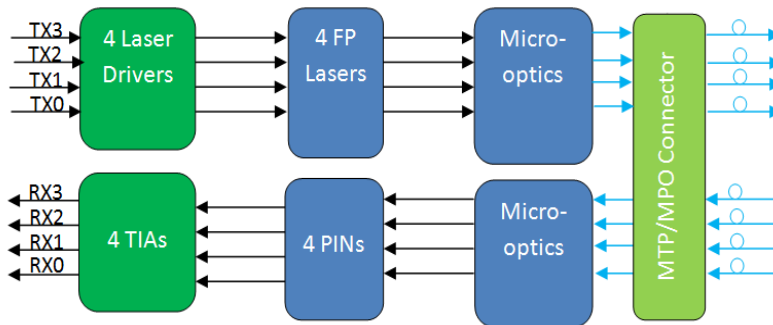 TX3
TX2
TX1
TX0
4 Laser
Drivers
4 FP
Lasers
Micro-
optics
MTP/MPO Connector
RX3
RX2
RX1
RX0
4 TIAs
4 PINs
Micro-
optics